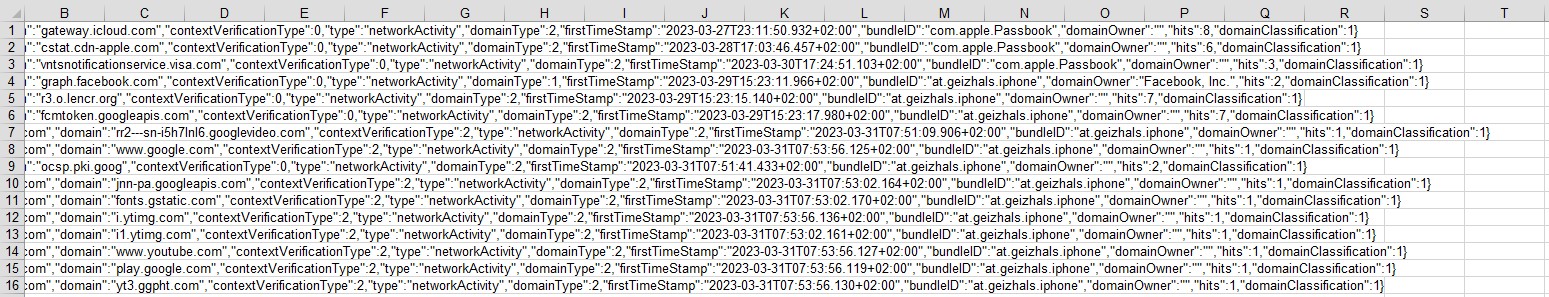 B C D E F G H I J K L M N O P Q R S T
1 ":"gateway.icloud.com","contextVerificationType":0,"type":"networkActivity","domainType":2,"firstTimeStamp":"2023-03-27T23:11:50.932+02:00","bundleID":"com.apple.Passbook","domainOwner":"","hits":8,"domainClassification":1}
2 ":"cstat.cdn-apple.com","contextVerificationType":0,"type":"networkActivity","domainType":2,"firstTimeStamp":"2023-03-28T17:03:46.457+02:00","bundleID":"com.apple.Passbook","domainOwner":"","hits":6,"domainClassification":1}
3 ":"vntsnotificationservice.visa.com","contextVerificationType":0,"type":"networkActivity","domainType":2,"firstTimeStamp":"2023-03-30T17:24:51.103+02:00","bundleID":"com.apple.Passbook","domainOwner":"","hits":3,"domainClassification":1}
4 ":"graph.facebook.com","contextVerificationType":0,"type":"networkActivity","domainType":1,"firstTimeStamp":"2023-03-29T15:23:11.966+02:00","bundleID":"at.geizhals.iphone","domainOwner":"Facebook, Inc.","hits":2,"domainClassification":1}
5 ":"r3.o.lencr.org","contextVerificationType":0,"type":"networkActivity","domainType":2,"firstTimeStamp":"2023-03-29T15:23:15.140+02:00","bundleID":"at.geizhals.iphone","domainOwner":"","hits":7,"domainClassification":1}
6 ":"fcmtoken.googleapis.com","contextVerificationType":0,"type":"networkActivity","domainType":2,"firstTimeStamp":"2023-03-29T15:23:17.980+02:00","bundleID":"at.geizhals.iphone","domainOwner":"","hits":7,"domainClassification":1}
7 com","domain":"rr2---sn-i5h7lnl6.googlevideo.com","contextVerificationType":2,"type":"networkActivity","domainType":2,"firstTimeStamp":"2023-03-31T07:51:09.906+02:00","bundleID":"at.geizhals.iphone","domainOwner":"","hits":1,"domainClassification":1}
8 com","domain":"www.google.com","contextVerificationType":2,"type":"networkActivity","domainType":2,"firstTimeStamp":"2023-03-31T07:53:56.125+02:00","bundleID":"at.geizhals.iphone","domainOwner":"","hits":1,"domainClassification":1}
9 ":"ocsp.pki.goog","contextVerificationType":0,"type":"networkActivity","domainType":2,"firstTimeStamp":"2023-03-31T07:51:41.433+02:00","bundleID":"at.geizhals.iphone","domainOwner":"","hits":2,"domainClassification":1}
10 com","domain":"jnn-pa.googleapis.com","contextVerificationType":2,"type":"networkActivity","domainType":2,"firstTimeStamp":"2023-03-31T07:53:02.164+02:00","bundleID":"at.geizhals.iphone","domainOwner":"","hits":1,"domainClassification":1}
11 com","domain":"fonts.gstatic.com","contextVerificationType":2,"type":"networkActivity","domainType":2,"firstTimeStamp":"2023-03-31T07:53:02.170+02:00","bundleID":"at.geizhals.iphone","domainOwner":"","hits":1,"domainClassification":1}
12 com","domain":"i.ytimg.com","contextVerificationType":2,"type":"networkActivity","domainType":2,"firstTimeStamp":"2023-03-31T07:53:56.136+02:00","bundleID":"at.geizhals.iphone","domainOwner":"","hits":1,"domainClassification":1}
13 com","domain":"i1.ytimg.com","contextVerificationType":2,"type":"networkActivity","domainType":2,"firstTimeStamp":"2023-03-31T07:53:02.161+02:00","bundleID":"at.geizhals.iphone","domainOwner":"","hits":1,"domainClassification":1}
14 com","domain":"www.youtube.com","contextVerificationType":2,"type":"networkActivity","domainType":2,"firstTimeStamp":"2023-03-31T07:53:56.127+02:00","bundleID":"at.geizhals.iphone","domainOwner":"","hits":1,"domainClassification":1}
15 com","domain":"play.google.com","contextVerificationType":2,"type":"networkActivity","domainType":2,"firstTimeStamp":"2023-03-31T07:53:56.119+02:00","bundleID":"at.geizhals.iphone","domainOwner":"","hits":1,"domainClassification":1}
16 com","domain":"yt3.ggpht.com","contextVerificationType":2,"type":"networkActivity","domainType":2,"firstTimeStamp":"2023-03-31T07:53:56.130+02:00","bundleID":"at.geizhals.iphone","domainOwner":"","hits":1,"domainClassification":1}